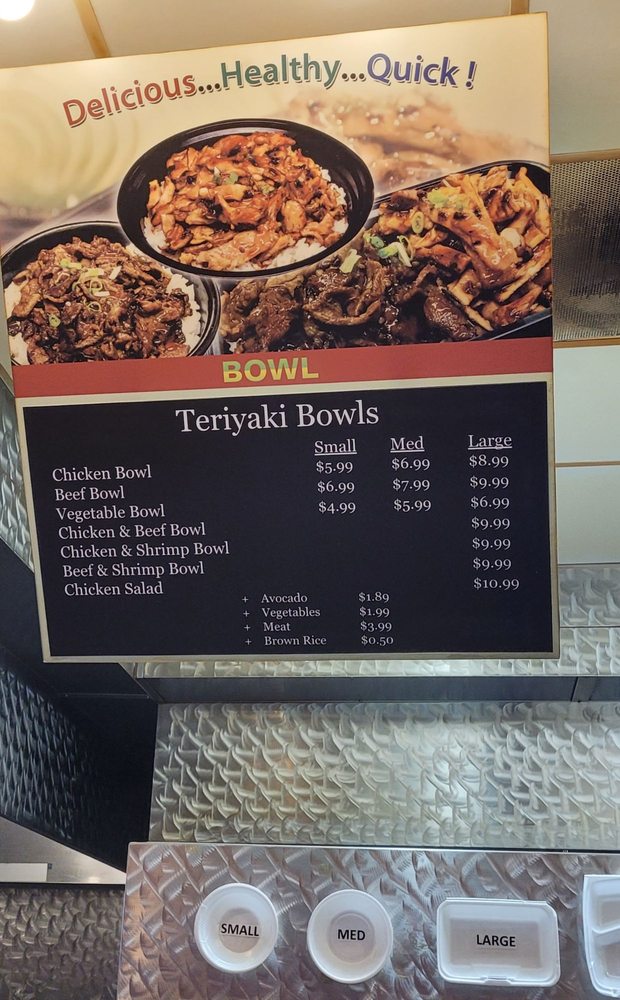 Delicious...Healthy...Quick !
BOWL
Teriyaki Bowls
Small Med Large
Chicken Bowl $5.99 $6.99 $8.99
Beef Bowl $6.99 $7.99 $9.99
Vegetable Bowl $4.99 $5.99 $6.99
Chicken & Beef Bowl $9.99
Chicken & Shrimp Bowl $9.99
Beef & Shrimp Bowl $9.99
Chicken Salad $10.99
+ Avocado $1.89
+ Vegetables $1.99
+ Meat $3.99
+ Brown Rice $0.50
SMALL MED LARGE